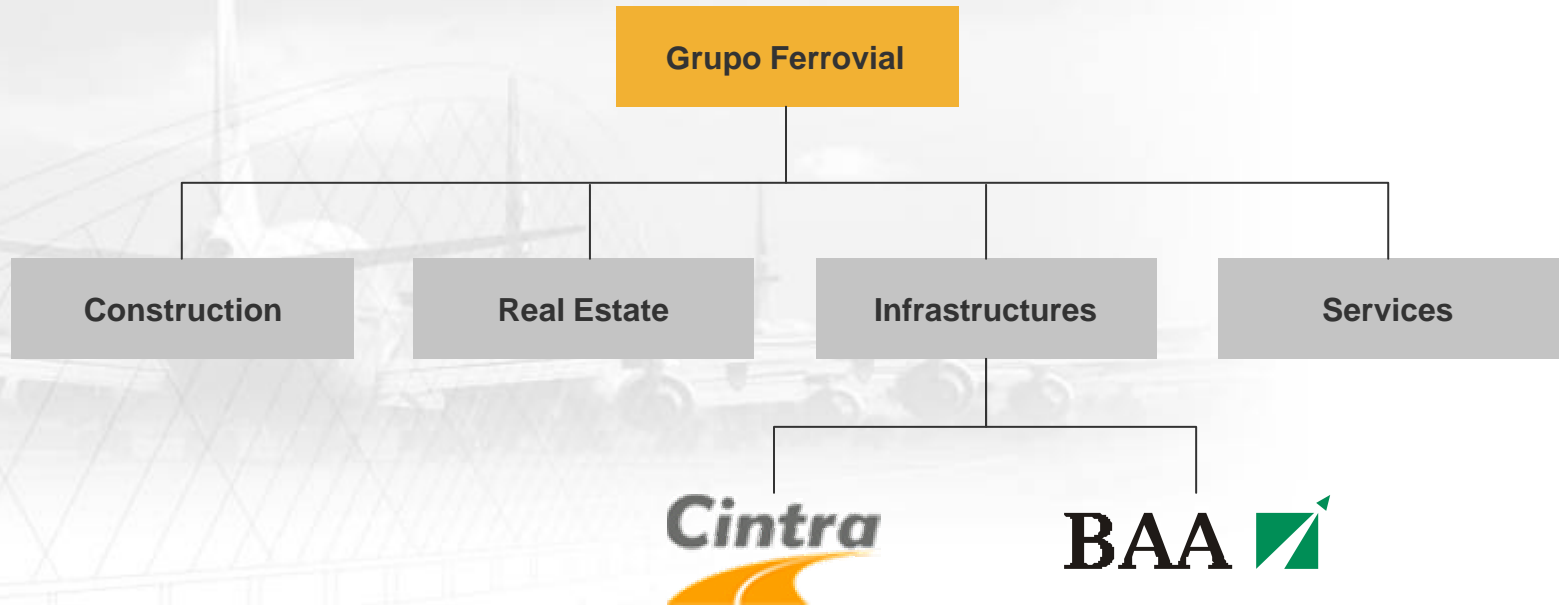 Grupo Ferrovial
Construction
Real Estate
Infrastructures
Services
Cintra
BAA